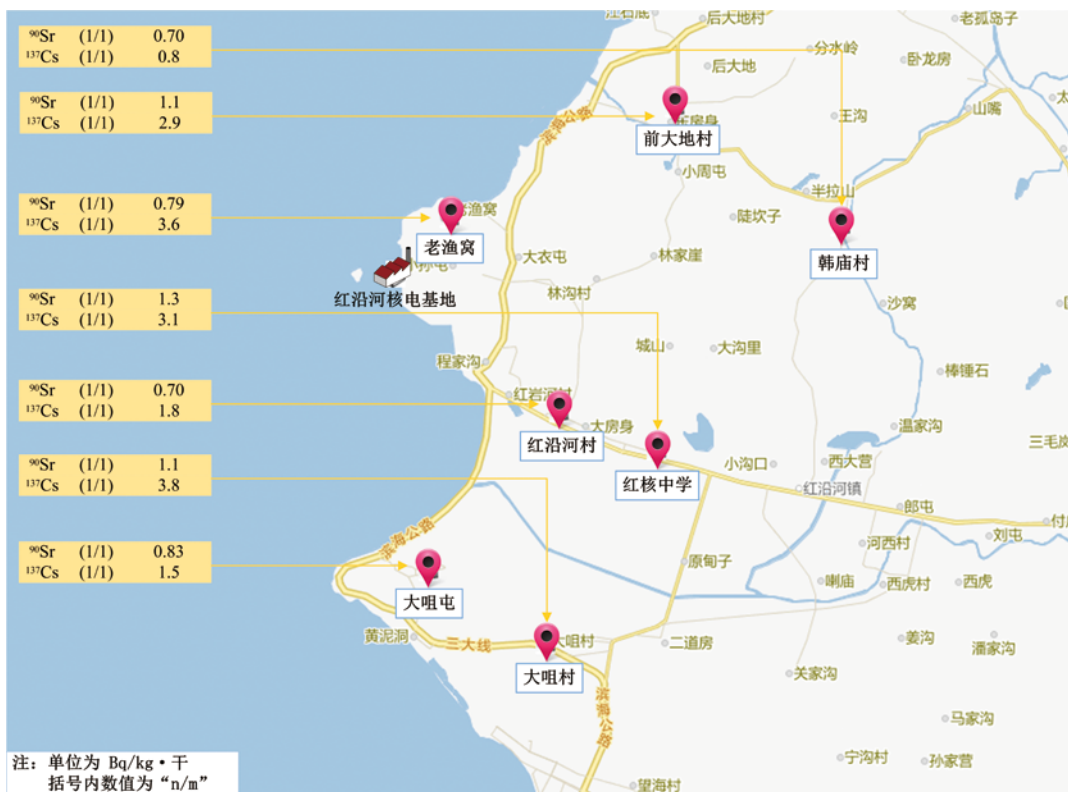 ⁹⁰Sr (1/1) 0.70
¹³⁷Cs (1/1) 0.8
⁹⁰Sr (1/1) 1.1
¹³⁷Cs (1/1) 2.9
⁹⁰Sr (1/1) 0.79
¹³⁷Cs (1/1) 3.6
⁹⁰Sr (1/1) 1.3
¹³⁷Cs (1/1) 3.1
⁹⁰Sr (1/1) 0.70
¹³⁷Cs (1/1) 1.8
⁹⁰Sr (1/1) 1.1
¹³⁷Cs (1/1) 3.8
⁹⁰Sr (1/1) 0.83
¹³⁷Cs (1/1) 1.5
后大地村
老孤岛子
分水岭
卧龙房
后大地
滨海公路
房身
王沟
山嘴
前大地村
小周屯
半拉山
陡坎子
老渔窝
韩庙村
大衣屯
林家崖
红沿河核电基地
林沟村
沙窝
城山
大沟里
程家沟
棒锤石
红岩河村
大房身
温家沟
红沿河村
三毛岚
红核中学
小沟口
西大营
红沿河镇
郎屯
滨海公路
河西村
刘屯
原甸子
喇庙
西虎村
西虎
大咀屯
黄泥洞
三大线
大咀村
二道房
姜沟
潘家沟
大咀村
关家沟
滨海公路
马家沟
宁沟村
孙家营
望海村
注: 单位为 Bq/kg·干
括号内数值为“n/m”